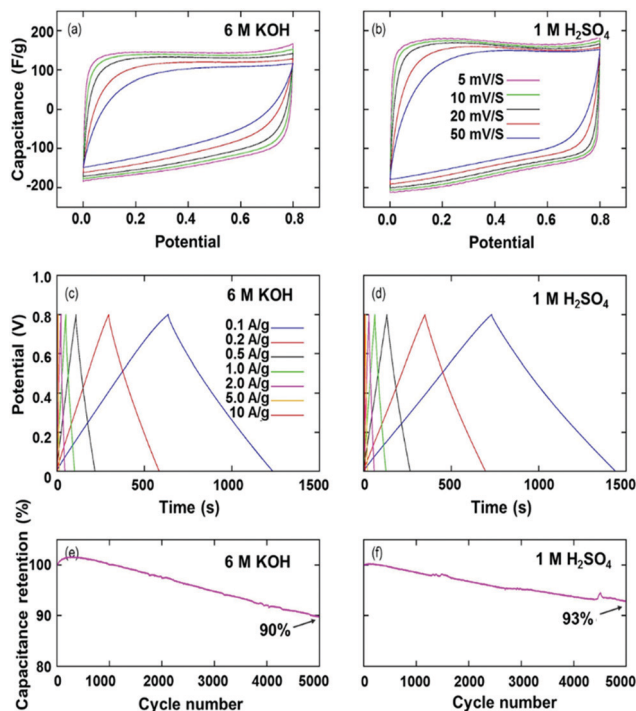 (a) 6 M KOH
Capacitance (F/g)
200
100
0
-100
-200
0.0 0.2 0.4 0.6 0.8
Potential
(b) 1 M H₂SO₄
5 mV/S
10 mV/S
20 mV/S
50 mV/S
0.0 0.2 0.4 0.6 0.8
Potential
(c) 6 M KOH
Potential (V)
1.0
0.8
0.6
0.4
0.2
0
0.1 A/g
0.2 A/g
0.5 A/g
1.0 A/g
2.0 A/g
5.0 A/g
10 A/g
0 500 1000 1500
Time (s)
(d) 1 M H₂SO₄
0 500 1000 1500
Time (s)
(e) 6 M KOH
Capacitance retention (%)
100
90
80
90%
0 1000 2000 3000 4000 5000
Cycle number
(f) 1 M H₂SO₄
93%
0 1000 2000 3000 4000 5000
Cycle number